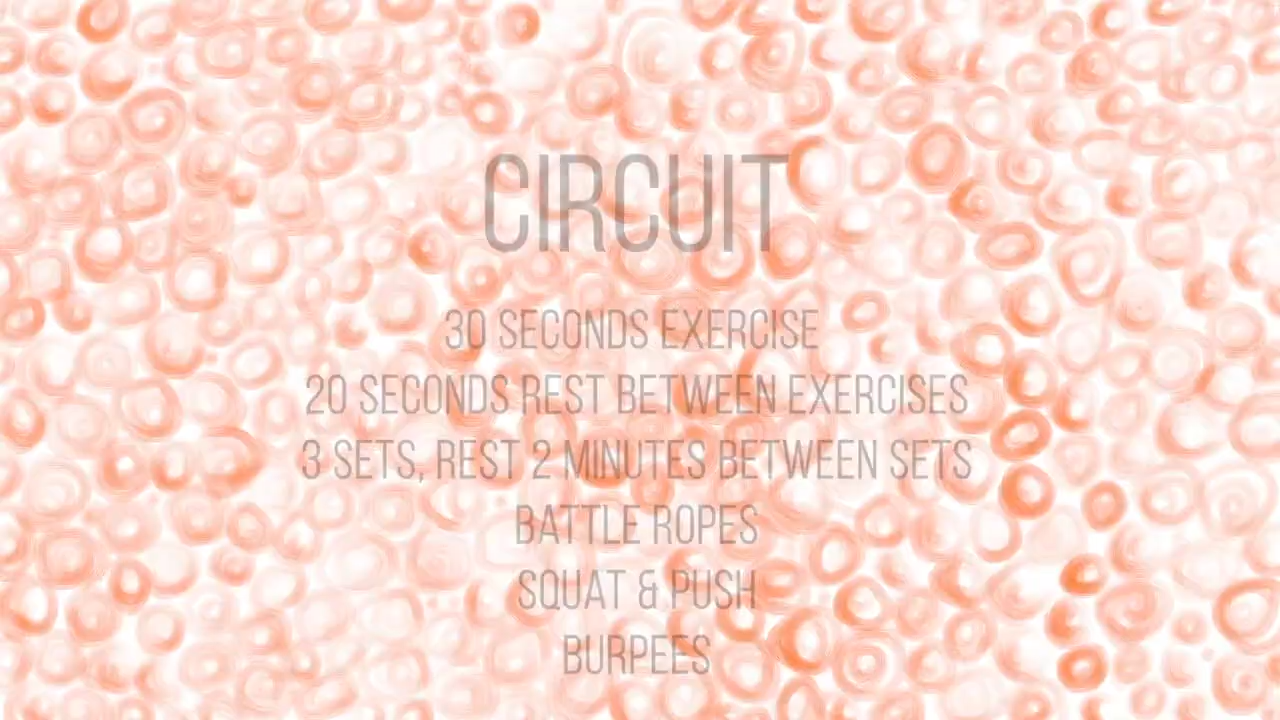 CIRCUIT
30 SECONDS EXERCISE
20 SECONDS REST BETWEEN EXERCISES
3 SETS, REST 2 MINUTES BETWEEN SETS
BATTLE ROPES
SQUAT & PUSH
BURPEES